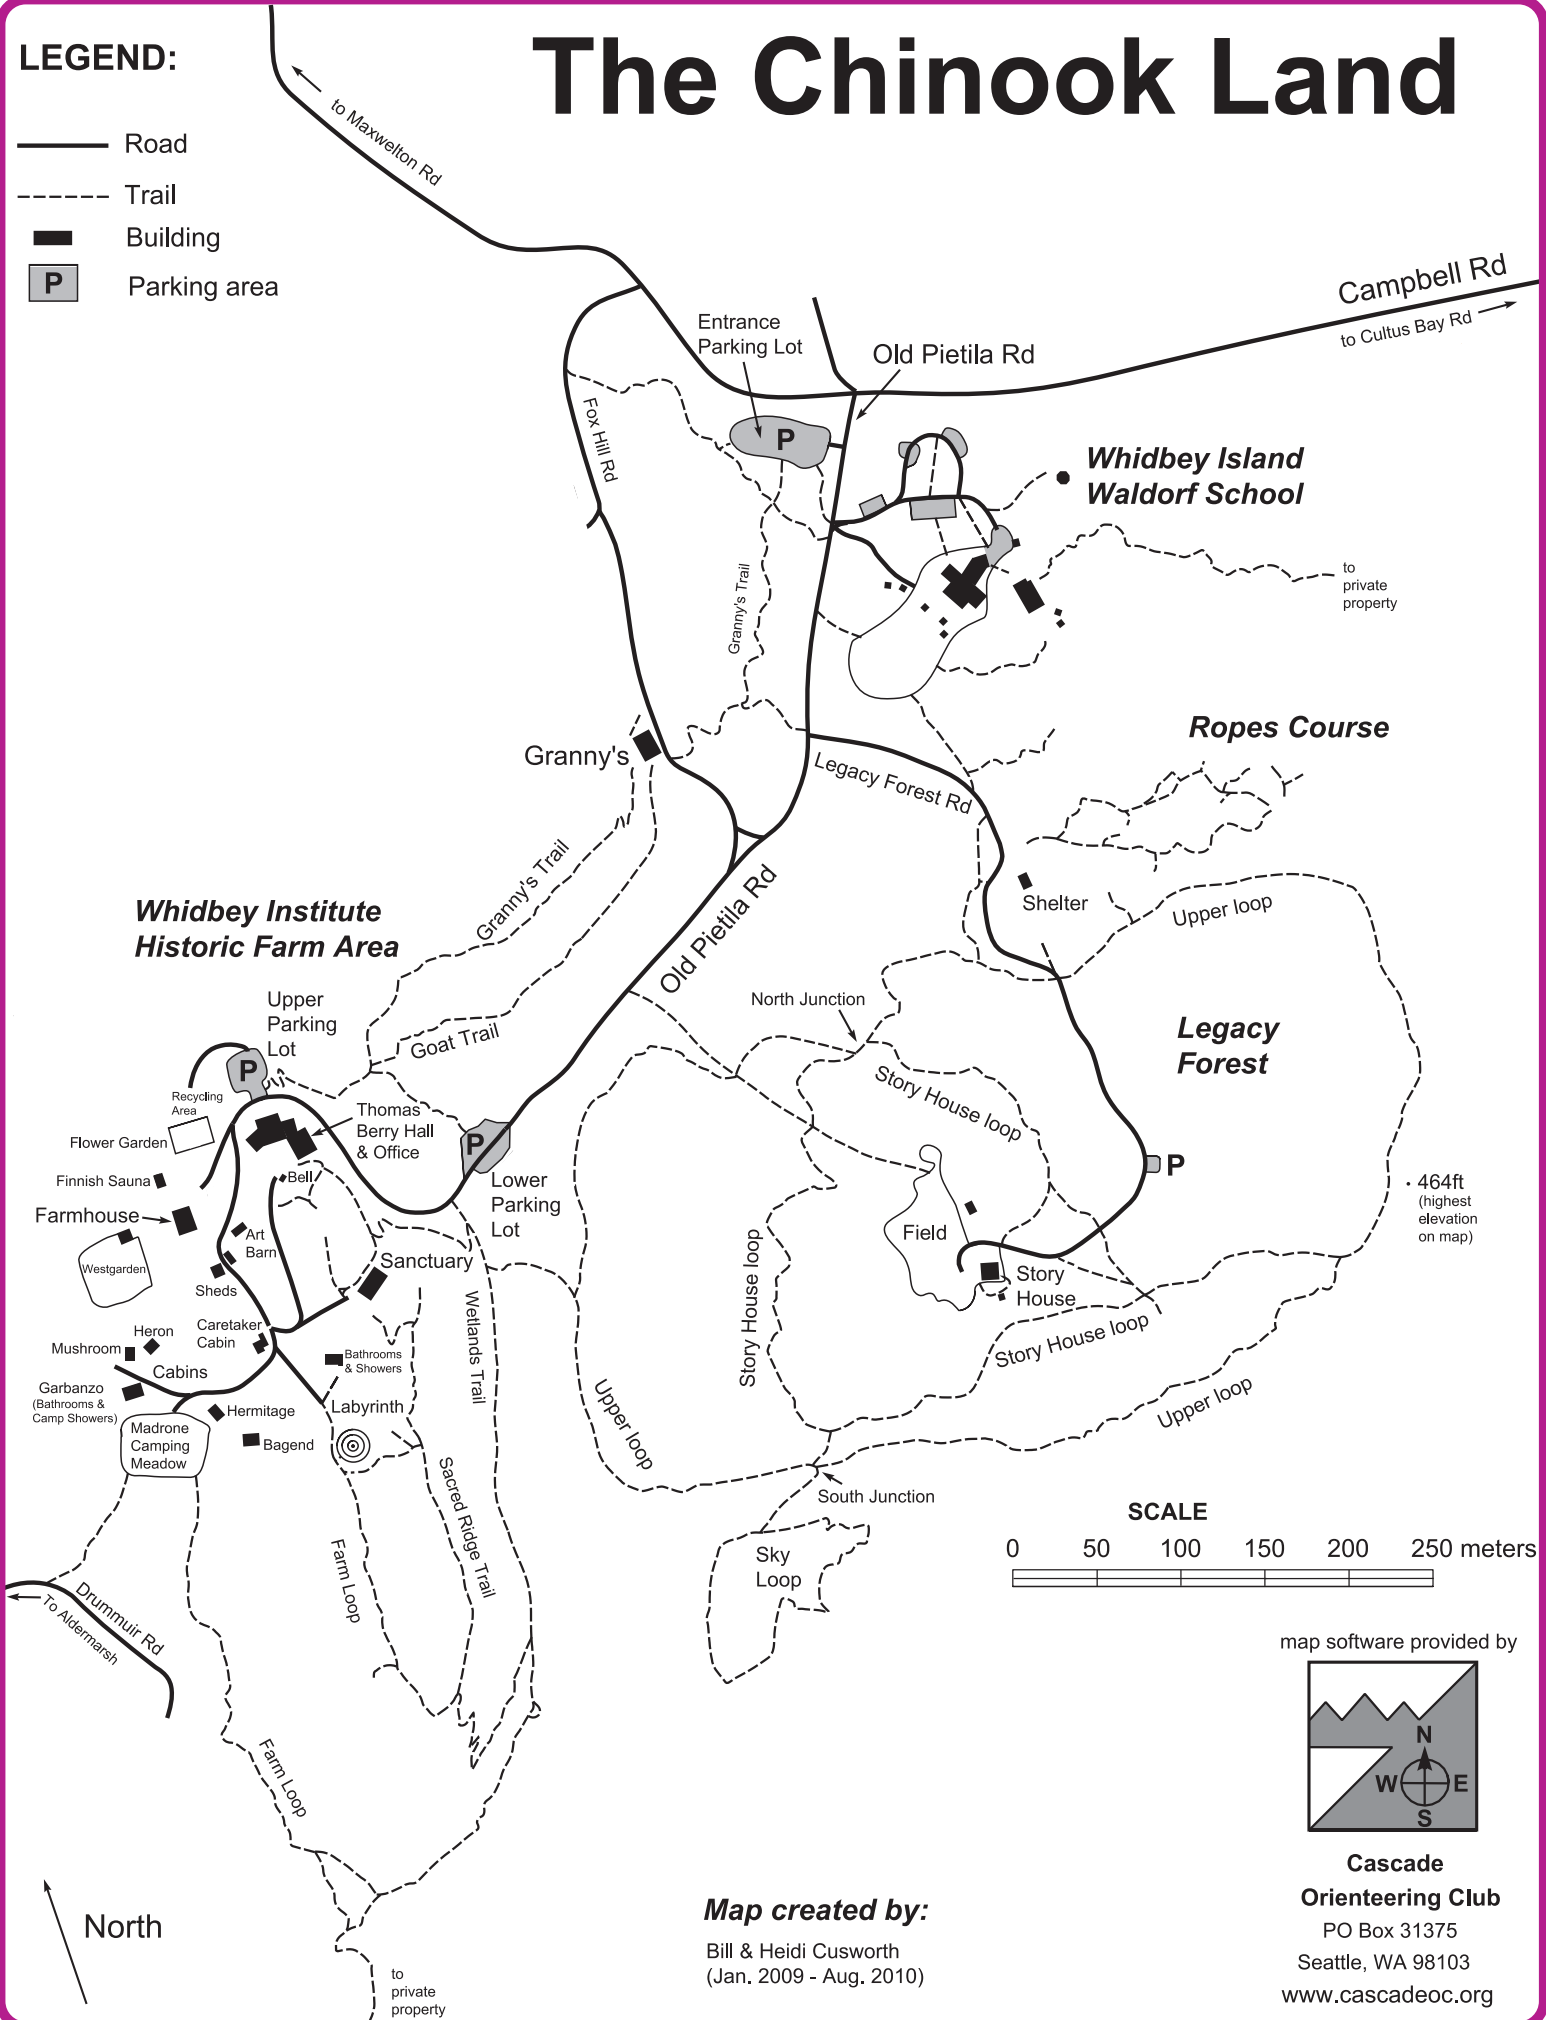 The Chinook Land
LEGEND:
Road
Trail
Building
P
Parking area
to Maxwelton Rd
Campbell Rd
to Cultus Bay Rd
Entrance
Parking Lot
Old Pietila Rd
P
Fox Hill Rd
Whidbey Island
Waldorf School
to
private
property
Granny's Trail
Granny's
Ropes Course
Legacy Forest Rd
Granny's Trail
Old Pietila Rd
Shelter
Upper loop
Whidbey Institute
Historic Farm Area
Upper
Parking
Lot
P
Goat Trail
North Junction
Legacy
Forest
Story House loop
Recycling
Area
Flower Garden
Thomas
Berry Hall
& Office
P
Lower
Parking
Lot
P
464ft
(highest
elevation
on map)
Finnish Sauna
Bell
Farmhouse
Art
Barn
Westgarden
Sheds
Sanctuary
Field
Story
House
Story House loop
Story House loop
Wetlands Trail
Heron
Mushroom
Caretaker
Cabin
Cabins
Bathrooms
& Showers
Garbanzo
(Bathrooms &
Camp Showers)
Hermitage
Labyrinth
Bagend
Madrone
Camping
Meadow
Upper loop
Upper loop
Sacred Ridge Trail
South Junction
Sky
Loop
Farm Loop
Drummuir Rd
To Aldermarsh
Farm Loop
SCALE
0 50 100 150 200 250 meters
map software provided by
N
W E
S
Cascade
Orienteering Club
PO Box 31375
Seattle, WA 98103
www.cascadeoc.org
North
to
private
property
Map created by:
Bill & Heidi Cusworth
(Jan. 2009 - Aug. 2010)